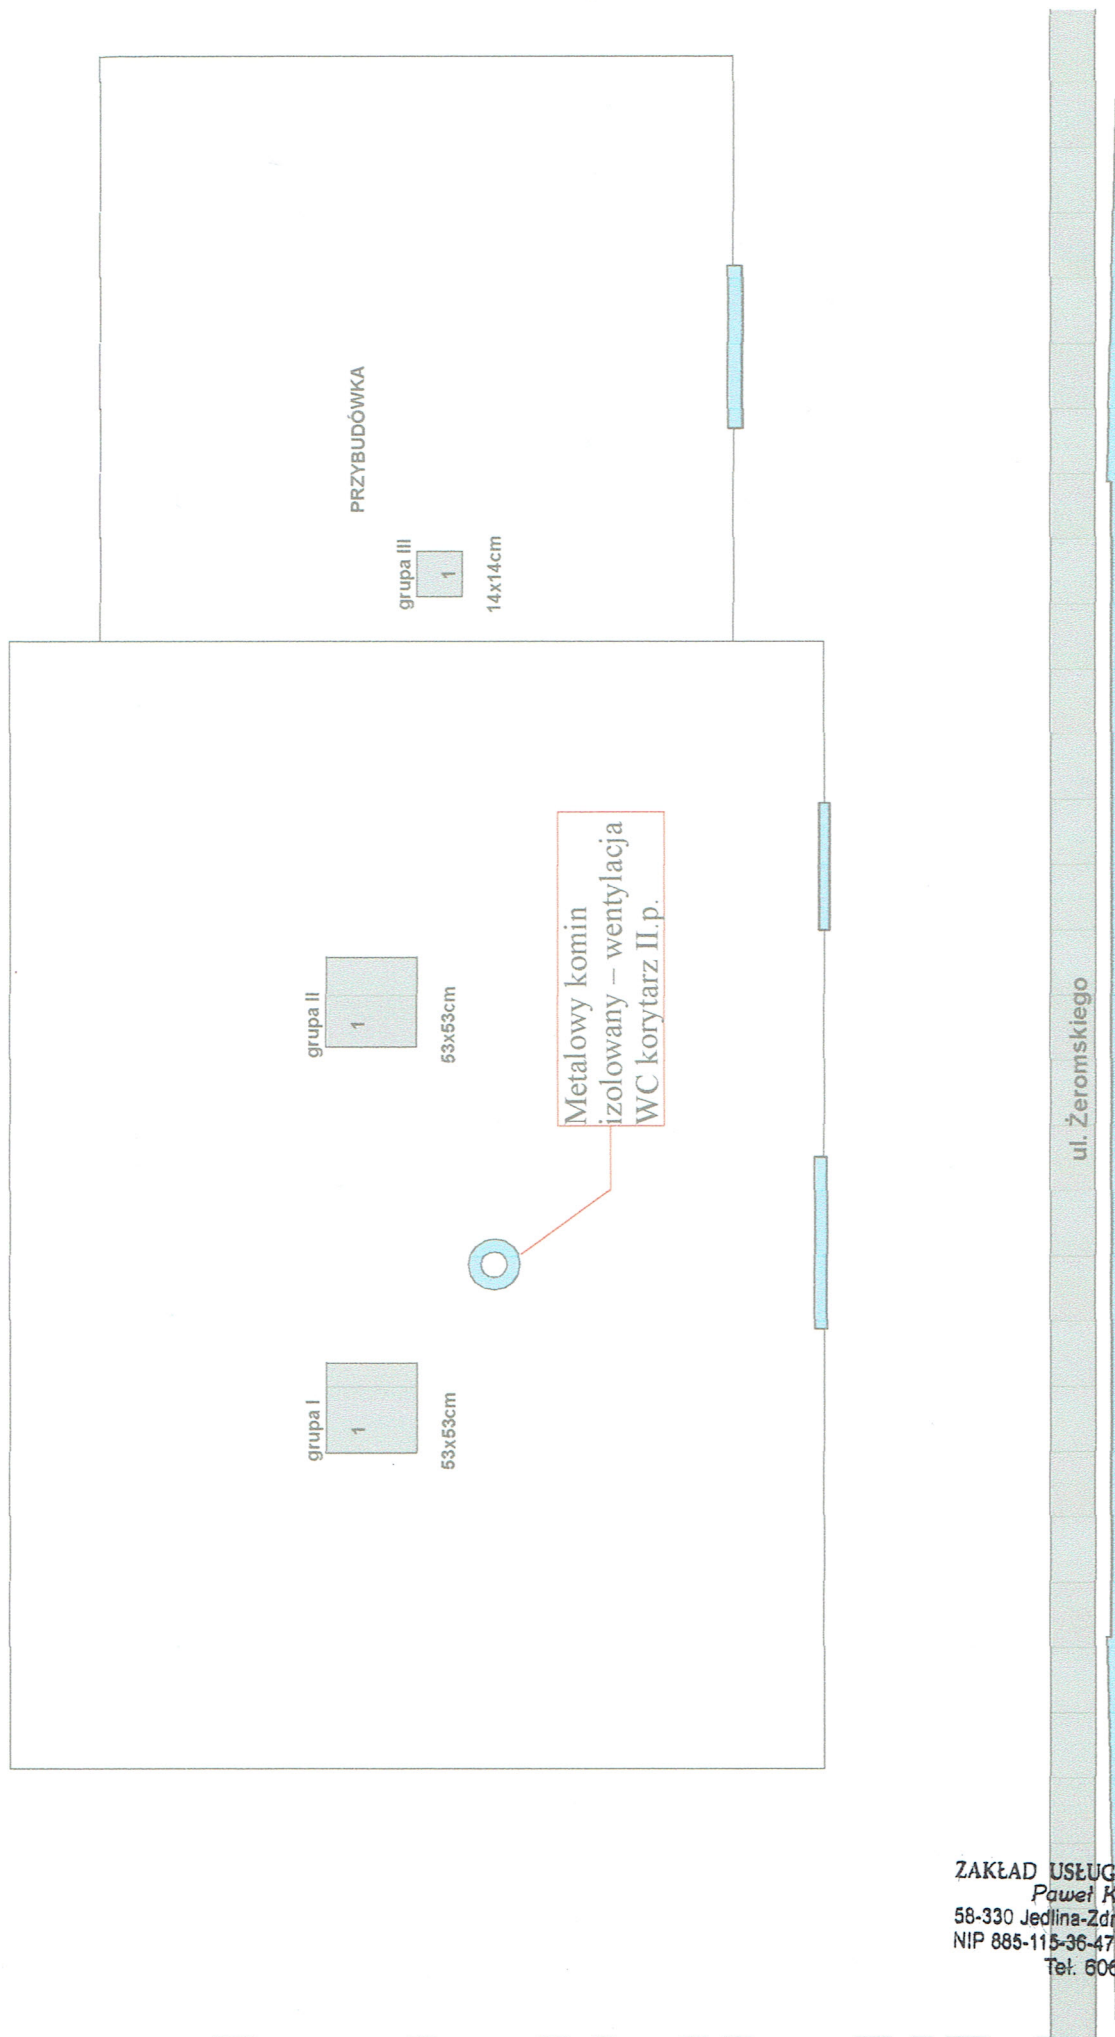 PRZYBUDÓWKA
grupa III
1
14x14cm
grupa II
1
53x53cm
Metalowy komin
izolowany – wentylacja
WC korytarz II.p.
grupa I
1
53x53cm
ul. Żeromskiego
ZAKŁAD USŁUG
Paweł K
58-330 Jedlina-Zdr
NIP 885-115-36-47
Tel. 606